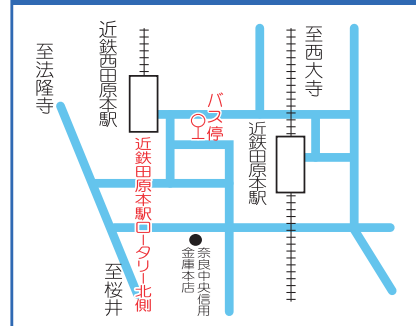 近鉄西田原本駅
至法隆寺
至西大寺
バス停
近鉄田原本駅
近鉄田原本駅ロータリー北側
奈良中央信用
金庫本店
至桜井